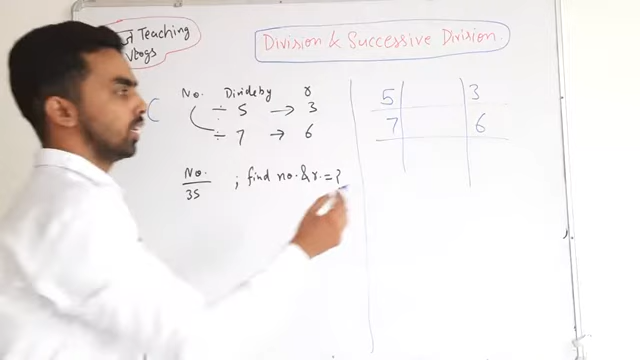 Teaching
Vlogs
Division & Successive Division.
No. Divide by r
÷ 5 → 3
÷ 7 → 6
No./35 ; find no. & r. = ?
5 3
7 6